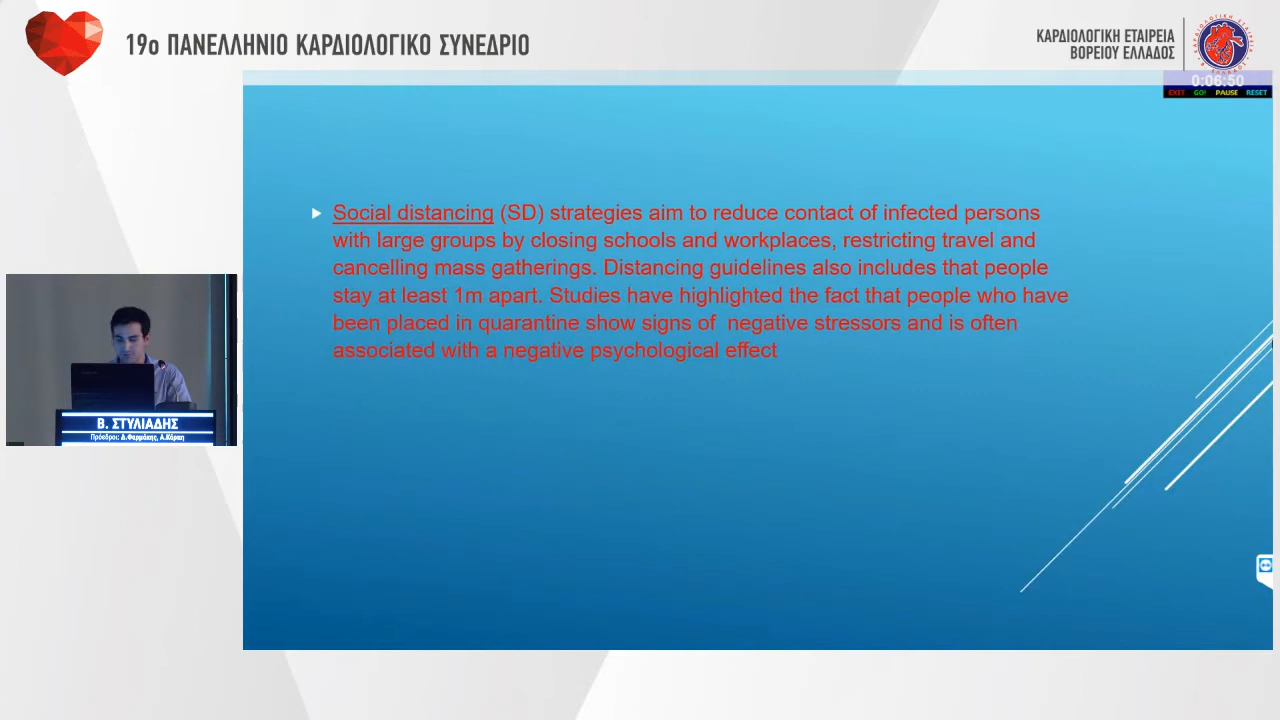 19ο ΠΑΝΕΛΛΗΝΙΟ ΚΑΡΔΙΟΛΟΓΙΚΟ ΣΥΝΕΔΡΙΟ
ΚΑΡΔΙΟΛΟΓΙΚΗ ΕΤΑΙΡΕΙΑ
ΒΟΡΕΙΟΥ ΕΛΛΑΔΟΣ
0:06:50
EXIT GO! PAUSE RESET
Social distancing (SD) strategies aim to reduce contact of infected persons
with large groups by closing schools and workplaces, restricting travel and
cancelling mass gatherings. Distancing guidelines also includes that people
stay at least 1m apart. Studies have highlighted the fact that people who have
been placed in quarantine show signs of  negative stressors and is often
associated with a negative psychological effect
Β. ΣΤΥΛΙΑΔΗΣ
Πρόεδροι: Δ.Φαρμάκης, Α.Κάρπη